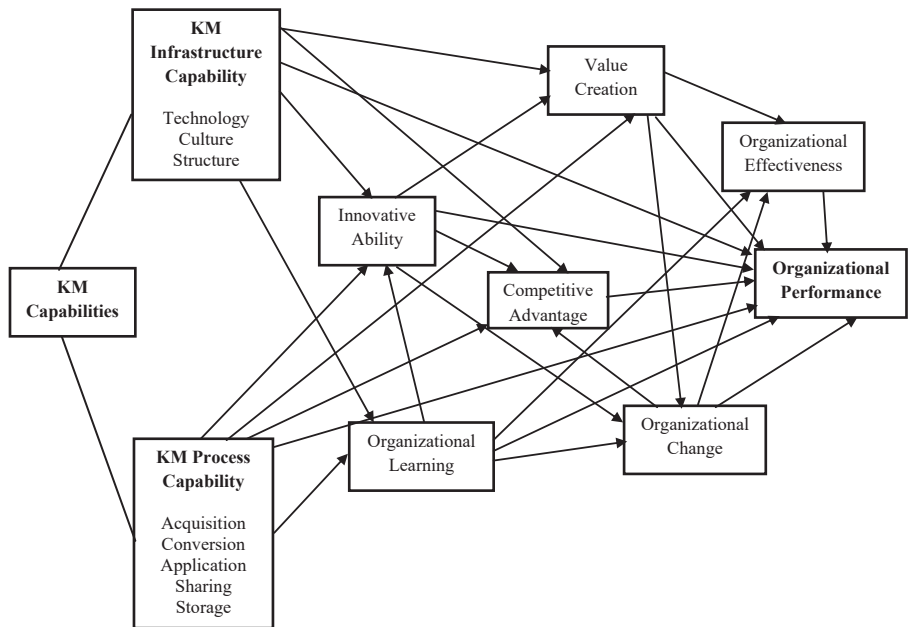 KM
Infrastructure
Capability
Technology
Culture
Structure
Value
Creation
Organizational
Effectiveness
Innovative
Ability
KM
Capabilities
Competitive
Advantage
Organizational
Performance
KM Process
Capability
Acquisition
Conversion
Application
Sharing
Storage
Organizational
Learning
Organizational
Change